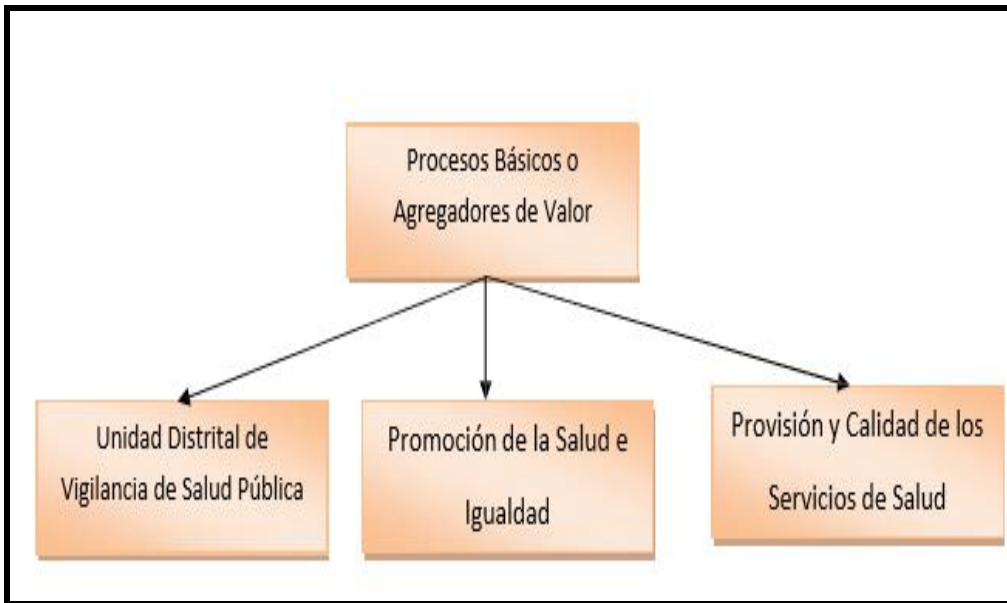 Procesos Básicos o
Agregadores de Valor
Unidad Distrital de
Vigilancia de Salud Pública
Promoción de la Salud e
Igualdad
Provisión y Calidad de los
Servicios de Salud